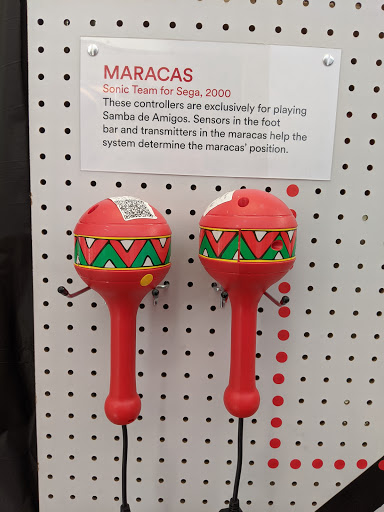 MARACAS
Sonic Team for Sega, 2000
These controllers are exclusively for playing
Samba de Amigos. Sensors in the foot
bar and transmitters in the maracas help the
system determine the maracas' position.